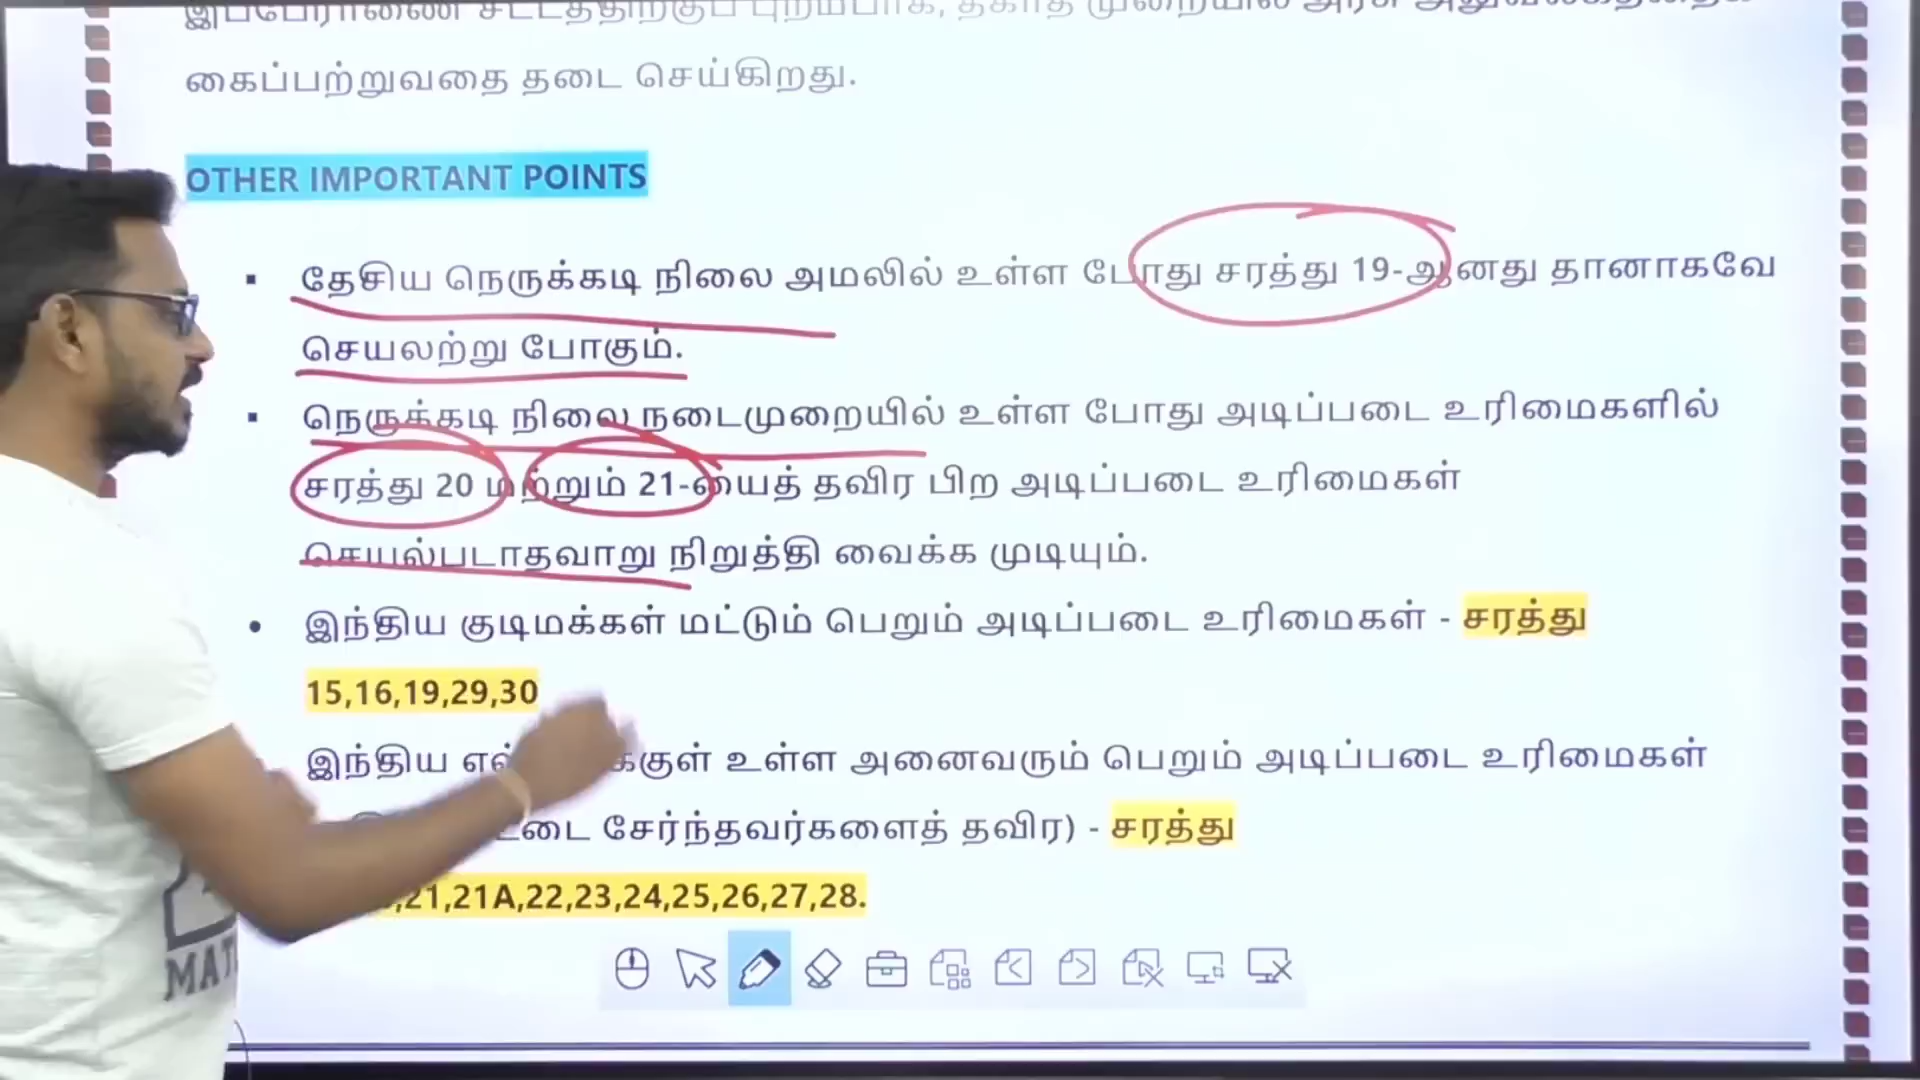 கைப்பற்றுவதை தடை செய்கிறது.
OTHER IMPORTANT POINTS
தேசிய நெருக்கடி நிலை அமலில் உள்ள போது சரத்து 19-ஆனது தானாகவே
செயலற்று போகும்.
நெருக்கடி நிலை நடைமுறையில் உள்ள போது அடிப்படை உரிமைகளில்
சரத்து 20 மற்றும் 21-யைத் தவிர பிற அடிப்படை உரிமைகள்
செயல்படாதவாறு நிறுத்தி வைக்க முடியும்.
இந்திய குடிமக்கள் மட்டும் பெறும் அடிப்படை உரிமைகள் - சரத்து
15,16,19,29,30
இந்திய உள்ள அனைவரும் பெறும் அடிப்படை உரிமைகள்
சேர்ந்தவர்களைத் தவிர) - சரத்து
,21,21A,22,23,24,25,26,27,28.